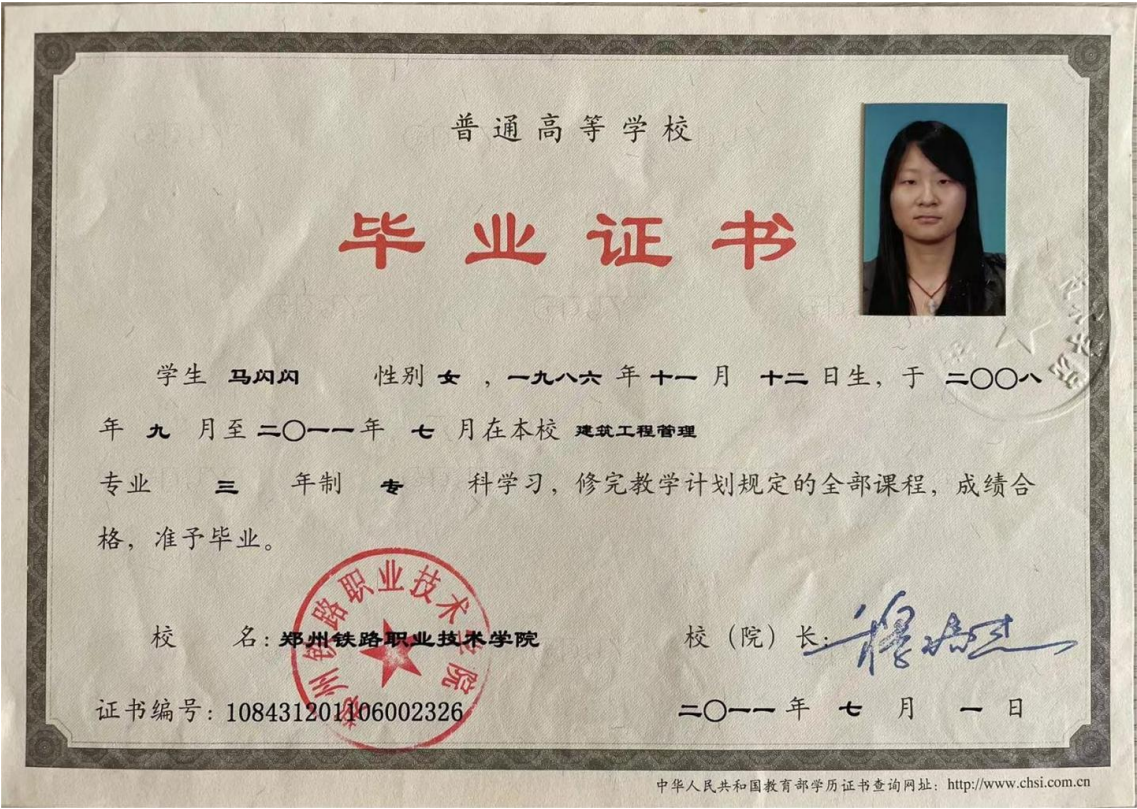 普通高等学校
毕业证书
学生 马闪闪 性别 女 ，一九八六 年 十一 月 十二 日生，于 二〇〇八
年 九 月至 二〇一一 年 七 月在本校 建筑工程管理
专业 三 年制 专 科学习，修完教学计划规定的全部课程，成绩合
格，准予毕业。
郑州铁路职业技术学院
校 名：郑州铁路职业技术学院 校（院）长：
证书编号：108431201106002326 二〇一一 年 七 月 一 日
中华人民共和国教育部学历证书查询网址：http://www.chsi.com.cn